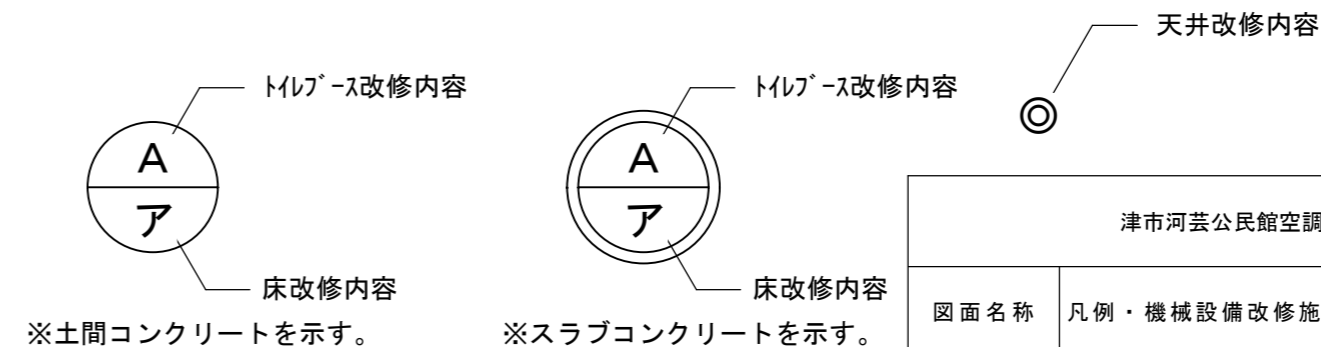 天井改修内容
ﾄｲﾚﾌﾞｰｽ改修内容
ﾄｲﾚﾌﾞｰｽ改修内容
◎
A
ア
A
ア
床改修内容
床改修内容
※土間コンクリートを示す。
※スラブコンクリートを示す。
津市河芸公民館空調
図面名称
凡例・機械設備改修施